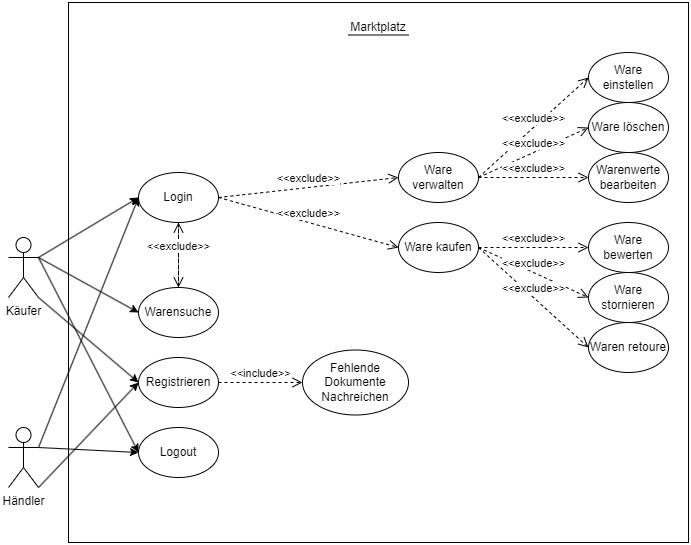 Marktplatz
Ware
einstellen
<<exclude>>
Ware löschen
<<exclude>>
<<exclude>>
Ware
verwalten
Warenwerte
bearbeiten
<<exclude>>
Login
<<exclude>>
<<exclude>>
Ware kaufen
<<exclude>>
Ware
bewerten
<<exclude>>
Ware
stornieren
<<exclude>>
Waren retoure
Käufer
Warensuche
Registrieren
<<include>>
Fehlende
Dokumente
Nachreichen
Logout
Händler